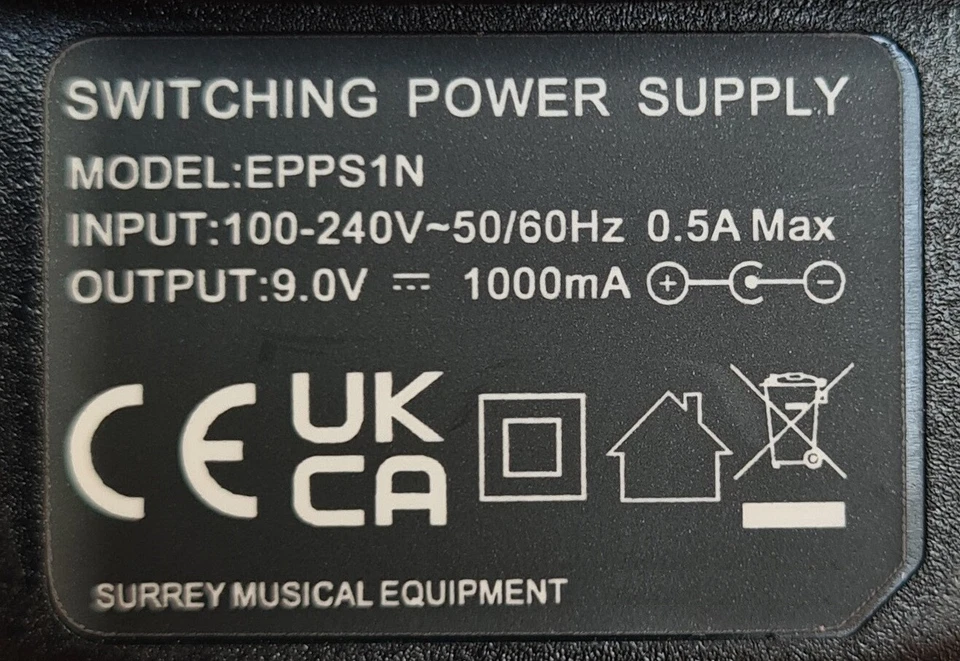 SWITCHING POWER SUPPLY
MODEL:EPPS1N
INPUT:100-240V~50/60Hz 0.5A Max
OUTPUT:9.0V ⎓ 1000mA + -
CE UK
CA
SURREY MUSICAL EQUIPMENT